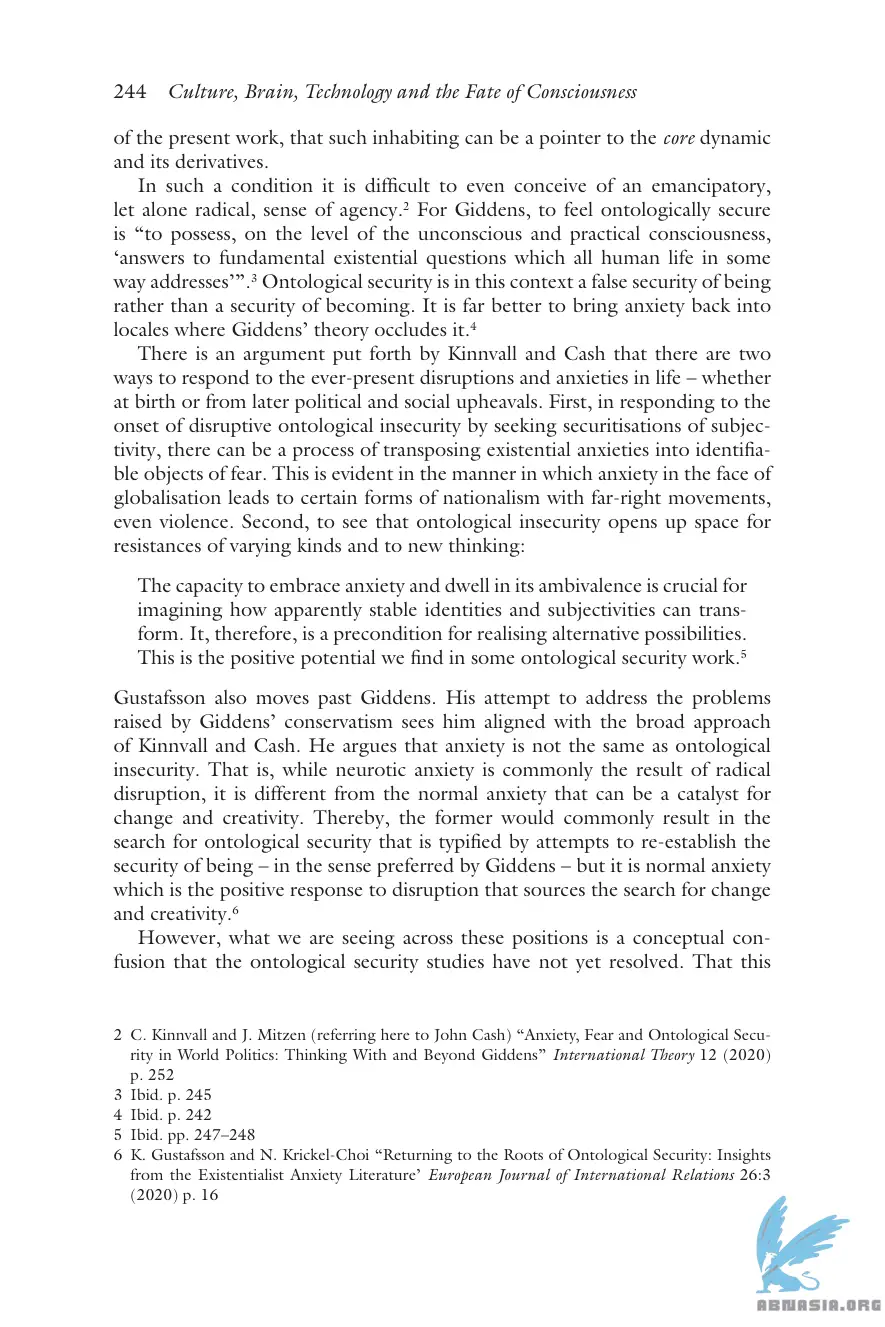 244 Culture, Brain, Technology and the Fate of Consciousness
of the present work, that such inhabiting can be a pointer to the core dynamic
and its derivatives.
In such a condition it is difficult to even conceive of an emancipatory,
let alone radical, sense of agency.² For Giddens, to feel ontologically secure
is “to possess, on the level of the unconscious and practical consciousness,
‘answers to fundamental existential questions which all human life in some
way addresses’”.³ Ontological security is in this context a false security of being
rather than a security of becoming. It is far better to bring anxiety back into
locales where Giddens’ theory occludes it.⁴
There is an argument put forth by Kinnvall and Cash that there are two
ways to respond to the ever-present disruptions and anxieties in life – whether
at birth or from later political and social upheavals. First, in responding to the
onset of disruptive ontological insecurity by seeking securitisations of subjec-
tivity, there can be a process of transposing existential anxieties into identifia-
ble objects of fear. This is evident in the manner in which anxiety in the face of
globalisation leads to certain forms of nationalism with far-right movements,
even violence. Second, to see that ontological insecurity opens up space for
resistances of varying kinds and to new thinking:
The capacity to embrace anxiety and dwell in its ambivalence is crucial for
imagining how apparently stable identities and subjectivities can trans-
form. It, therefore, is a precondition for realising alternative possibilities.
This is the positive potential we find in some ontological security work.⁵
Gustafsson also moves past Giddens. His attempt to address the problems
raised by Giddens’ conservatism sees him aligned with the broad approach
of Kinnvall and Cash. He argues that anxiety is not the same as ontological
insecurity. That is, while neurotic anxiety is commonly the result of radical
disruption, it is different from the normal anxiety that can be a catalyst for
change and creativity. Thereby, the former would commonly result in the
search for ontological security that is typified by attempts to re-establish the
security of being – in the sense preferred by Giddens – but it is normal anxiety
which is the positive response to disruption that sources the search for change
and creativity.⁶
However, what we are seeing across these positions is a conceptual con-
fusion that the ontological security studies have not yet resolved. That this
2 C. Kinnvall and J. Mitzen (referring here to John Cash) “Anxiety, Fear and Ontological Secu-
rity in World Politics: Thinking With and Beyond Giddens” International Theory 12 (2020)
p. 252
3 Ibid. p. 245
4 Ibid. p. 242
5 Ibid. pp. 247–248
6 K. Gustafsson and N. Krickel-Choi “Returning to the Roots of Ontological Security: Insights
from the Existentialist Anxiety Literature’ European Journal of International Relations 26:3
(2020) p. 16
ABNASIA.ORG